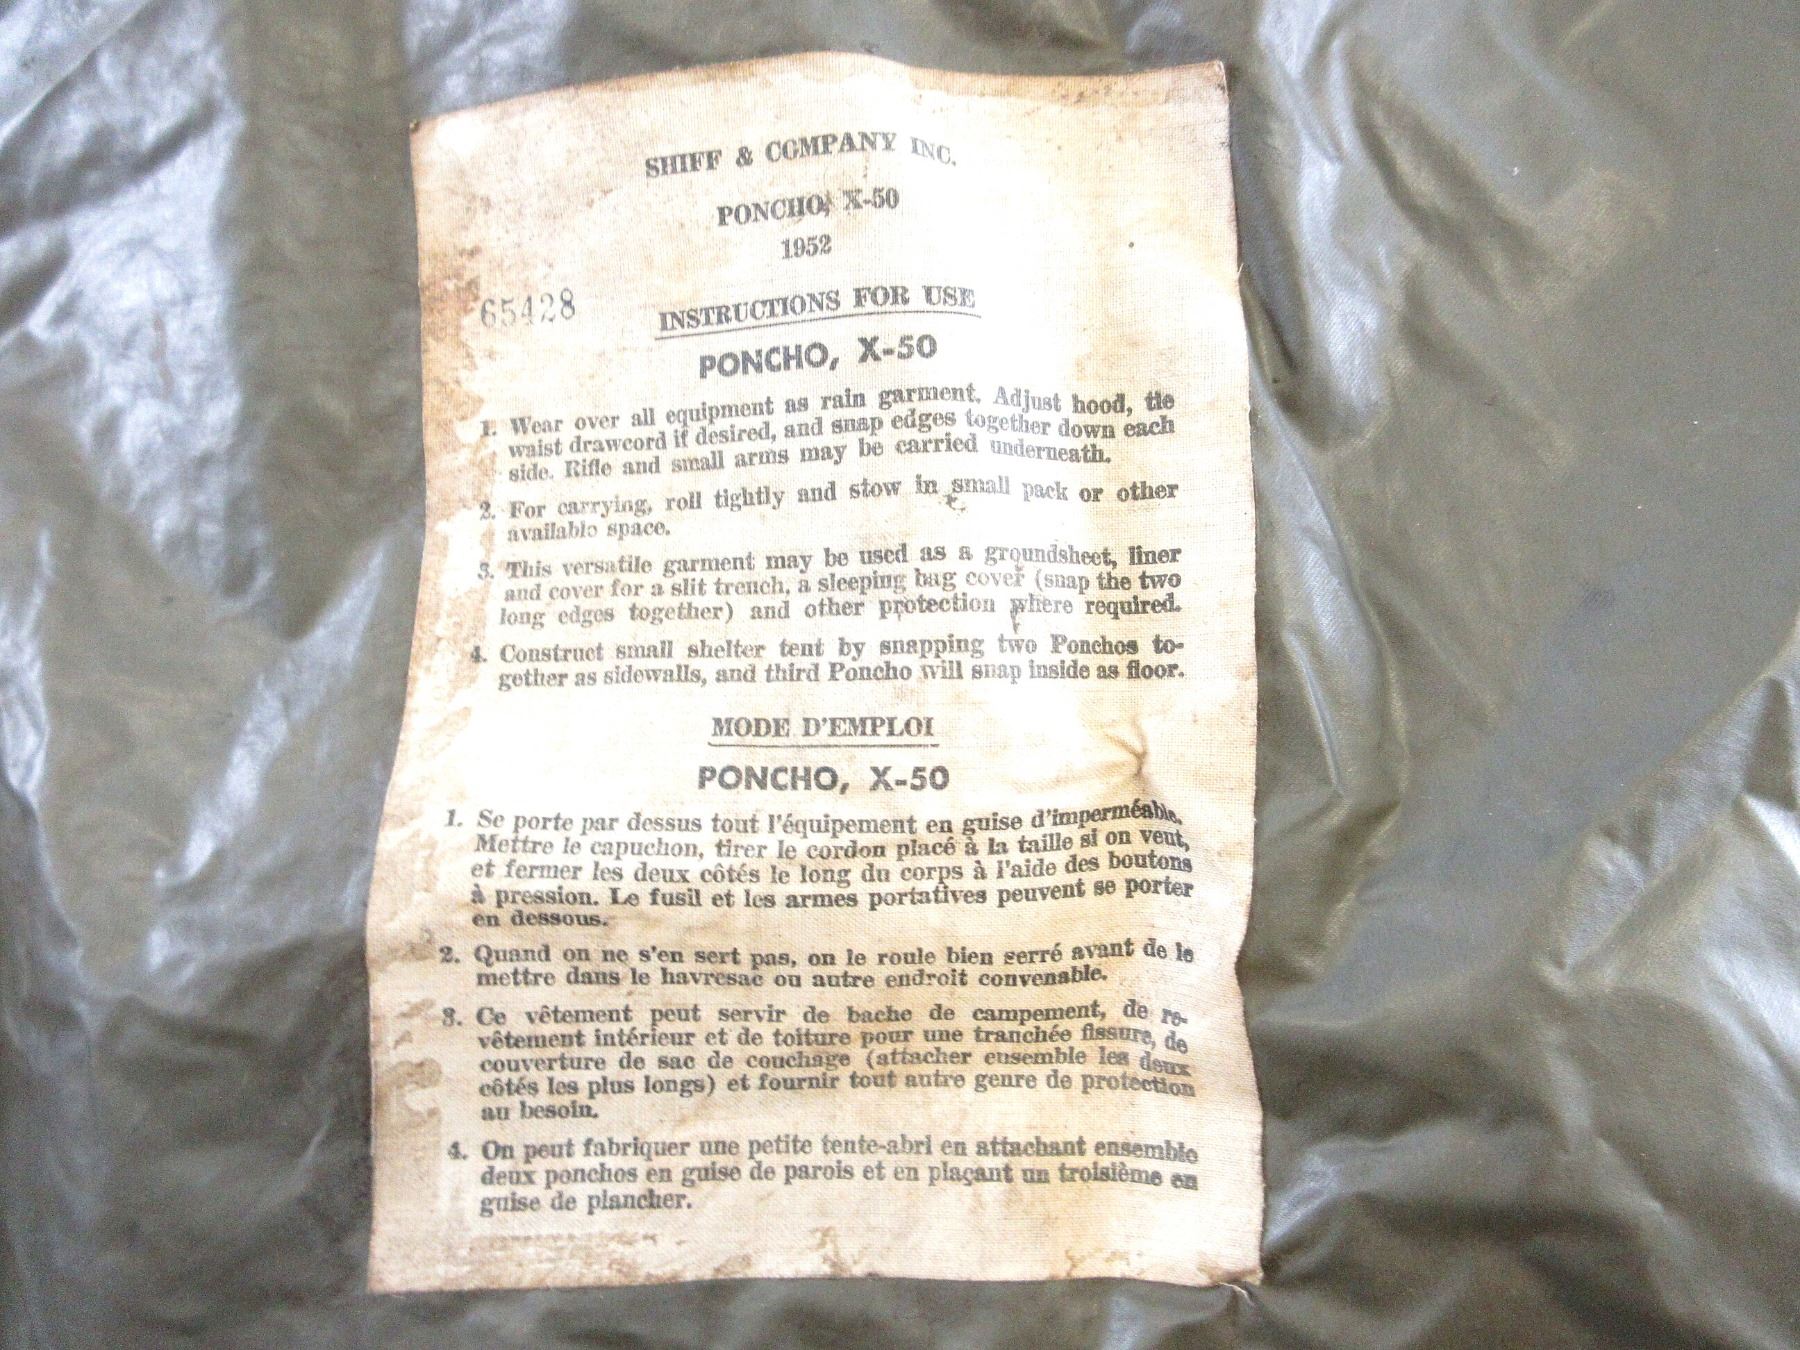 SHIFF & COMPANY INC.
PONCHO, X-50
1952
65428
INSTRUCTIONS FOR USE
PONCHO, X-50
1. Wear over all equipment as rain garment. Adjust hood, tie
waist drawcord if desired, and snap edges together down each
side. Rifle and small arms may be carried underneath.
2. For carrying, roll tightly and stow in small pack or other
available space.
3. This versatile garment may be used as a groundsheet, liner
and cover for a slit trench, a sleeping bag cover (snap the two
long edges together) and other protection where required.
4. Construct small shelter tent by snapping two Ponchos to-
gether as sidewalls, and third Poncho will snap inside as floor.
MODE D'EMPLOI
PONCHO, X-50
1. Se porte par dessus tout l'équipement en guise d'imperméable.
Mettre le capuchon, tirer le cordon placé à la taille si on veut,
et fermer les deux côtés le long du corps à l'aide des boutons
à pression. Le fusil et les armes portatives peuvent se porter
en dessous.
2. Quand on ne s'en sert pas, on le roule bien serré avant de le
mettre dans le havresac ou autre endroit convenable.
3. Ce vêtement peut servir de bache de campement, de re-
vêtement intérieur et de toiture pour une tranchée fissure, de
couverture de sac de couchage (attacher ensemble les deux
côtés les plus longs) et fournir tout autre genre de protection
au besoin.
4. On peut fabriquer une petite tente-abri en attachant ensemble
deux ponchos en guise de parois et en plaçant un troisième en
guise de plancher.